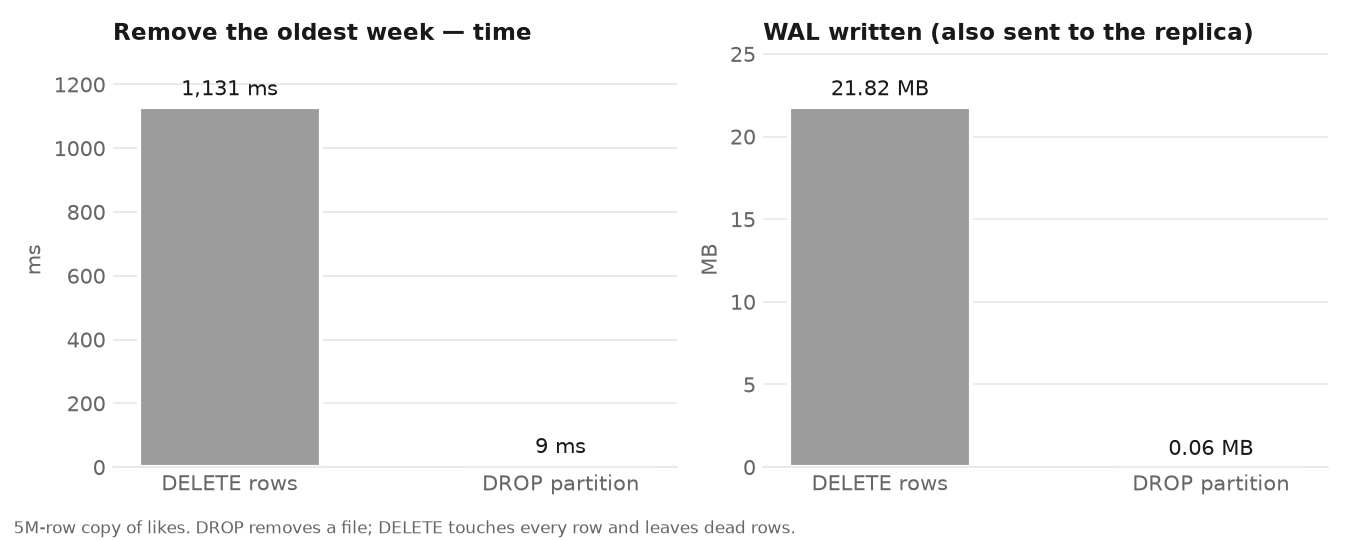 Remove the oldest week — time
1200
1000
800
600
400
200
0
ms
1,131 ms
9 ms
DELETE rows
DROP partition
WAL written (also sent to the replica)
25
20
15
10
5
0
MB
21.82 MB
0.06 MB
DELETE rows
DROP partition
5M-row copy of likes. DROP removes a file; DELETE touches every row and leaves dead rows.